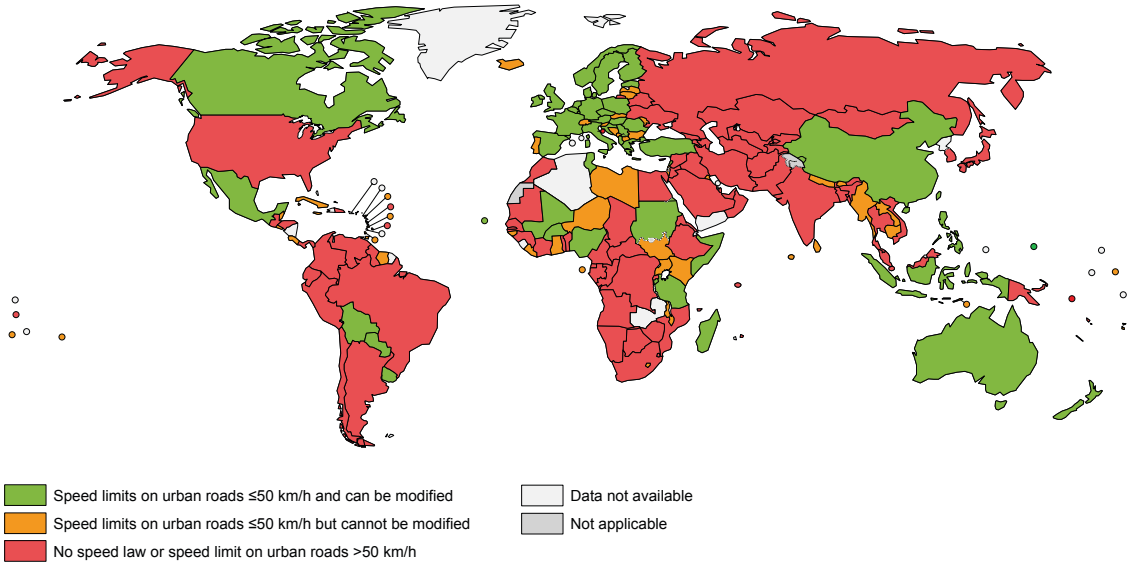 Speed limits on urban roads ≤50 km/h and can be modified
Speed limits on urban roads ≤50 km/h but cannot be modified
No speed law or speed limit on urban roads >50 km/h
Data not available
Not applicable